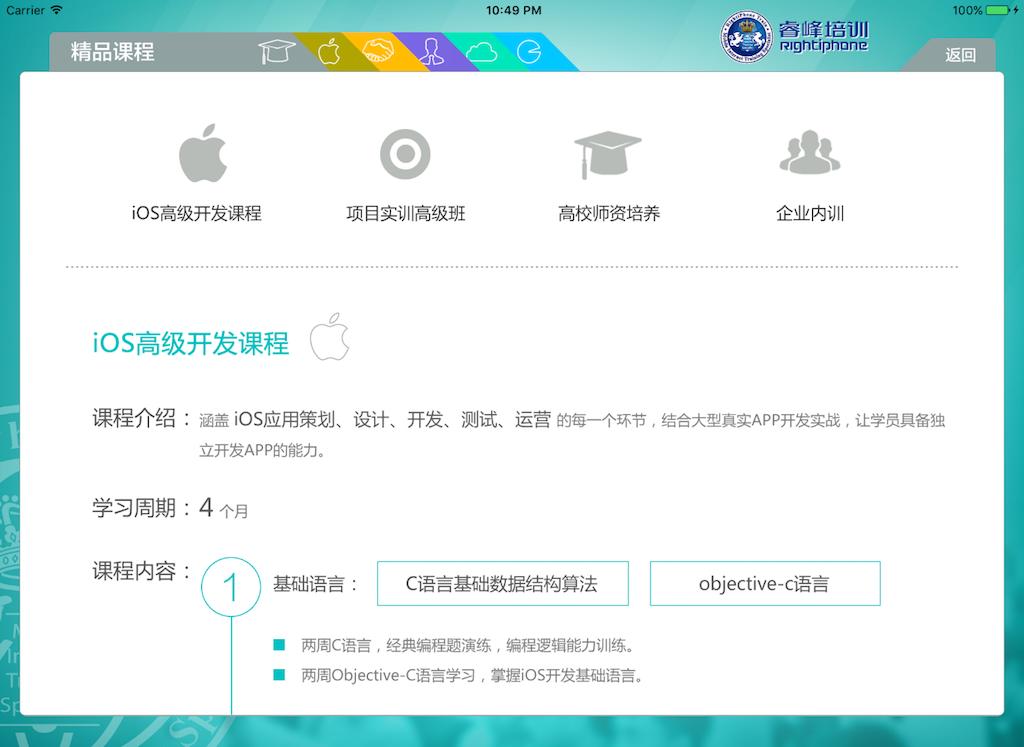 Carrier 10:49 PM 100%
精品课程
睿峰培训
Rightiphone
返回
iOS高级开发课程 项目实训高级班 高校师资培养 企业内训
iOS高级开发课程
课程介绍：涵盖 iOS应用策划、设计、开发、测试、运营 的每一个环节，结合大型真实APP开发实战，让学员具备独
立开发APP的能力。
学习周期：4 个月
课程内容：1 基础语言： C语言基础数据结构算法 objective-c语言
两周C语言，经典编程题演练，编程逻辑能力训练。
两周Objective-C语言学习，掌握iOS开发基础语言。